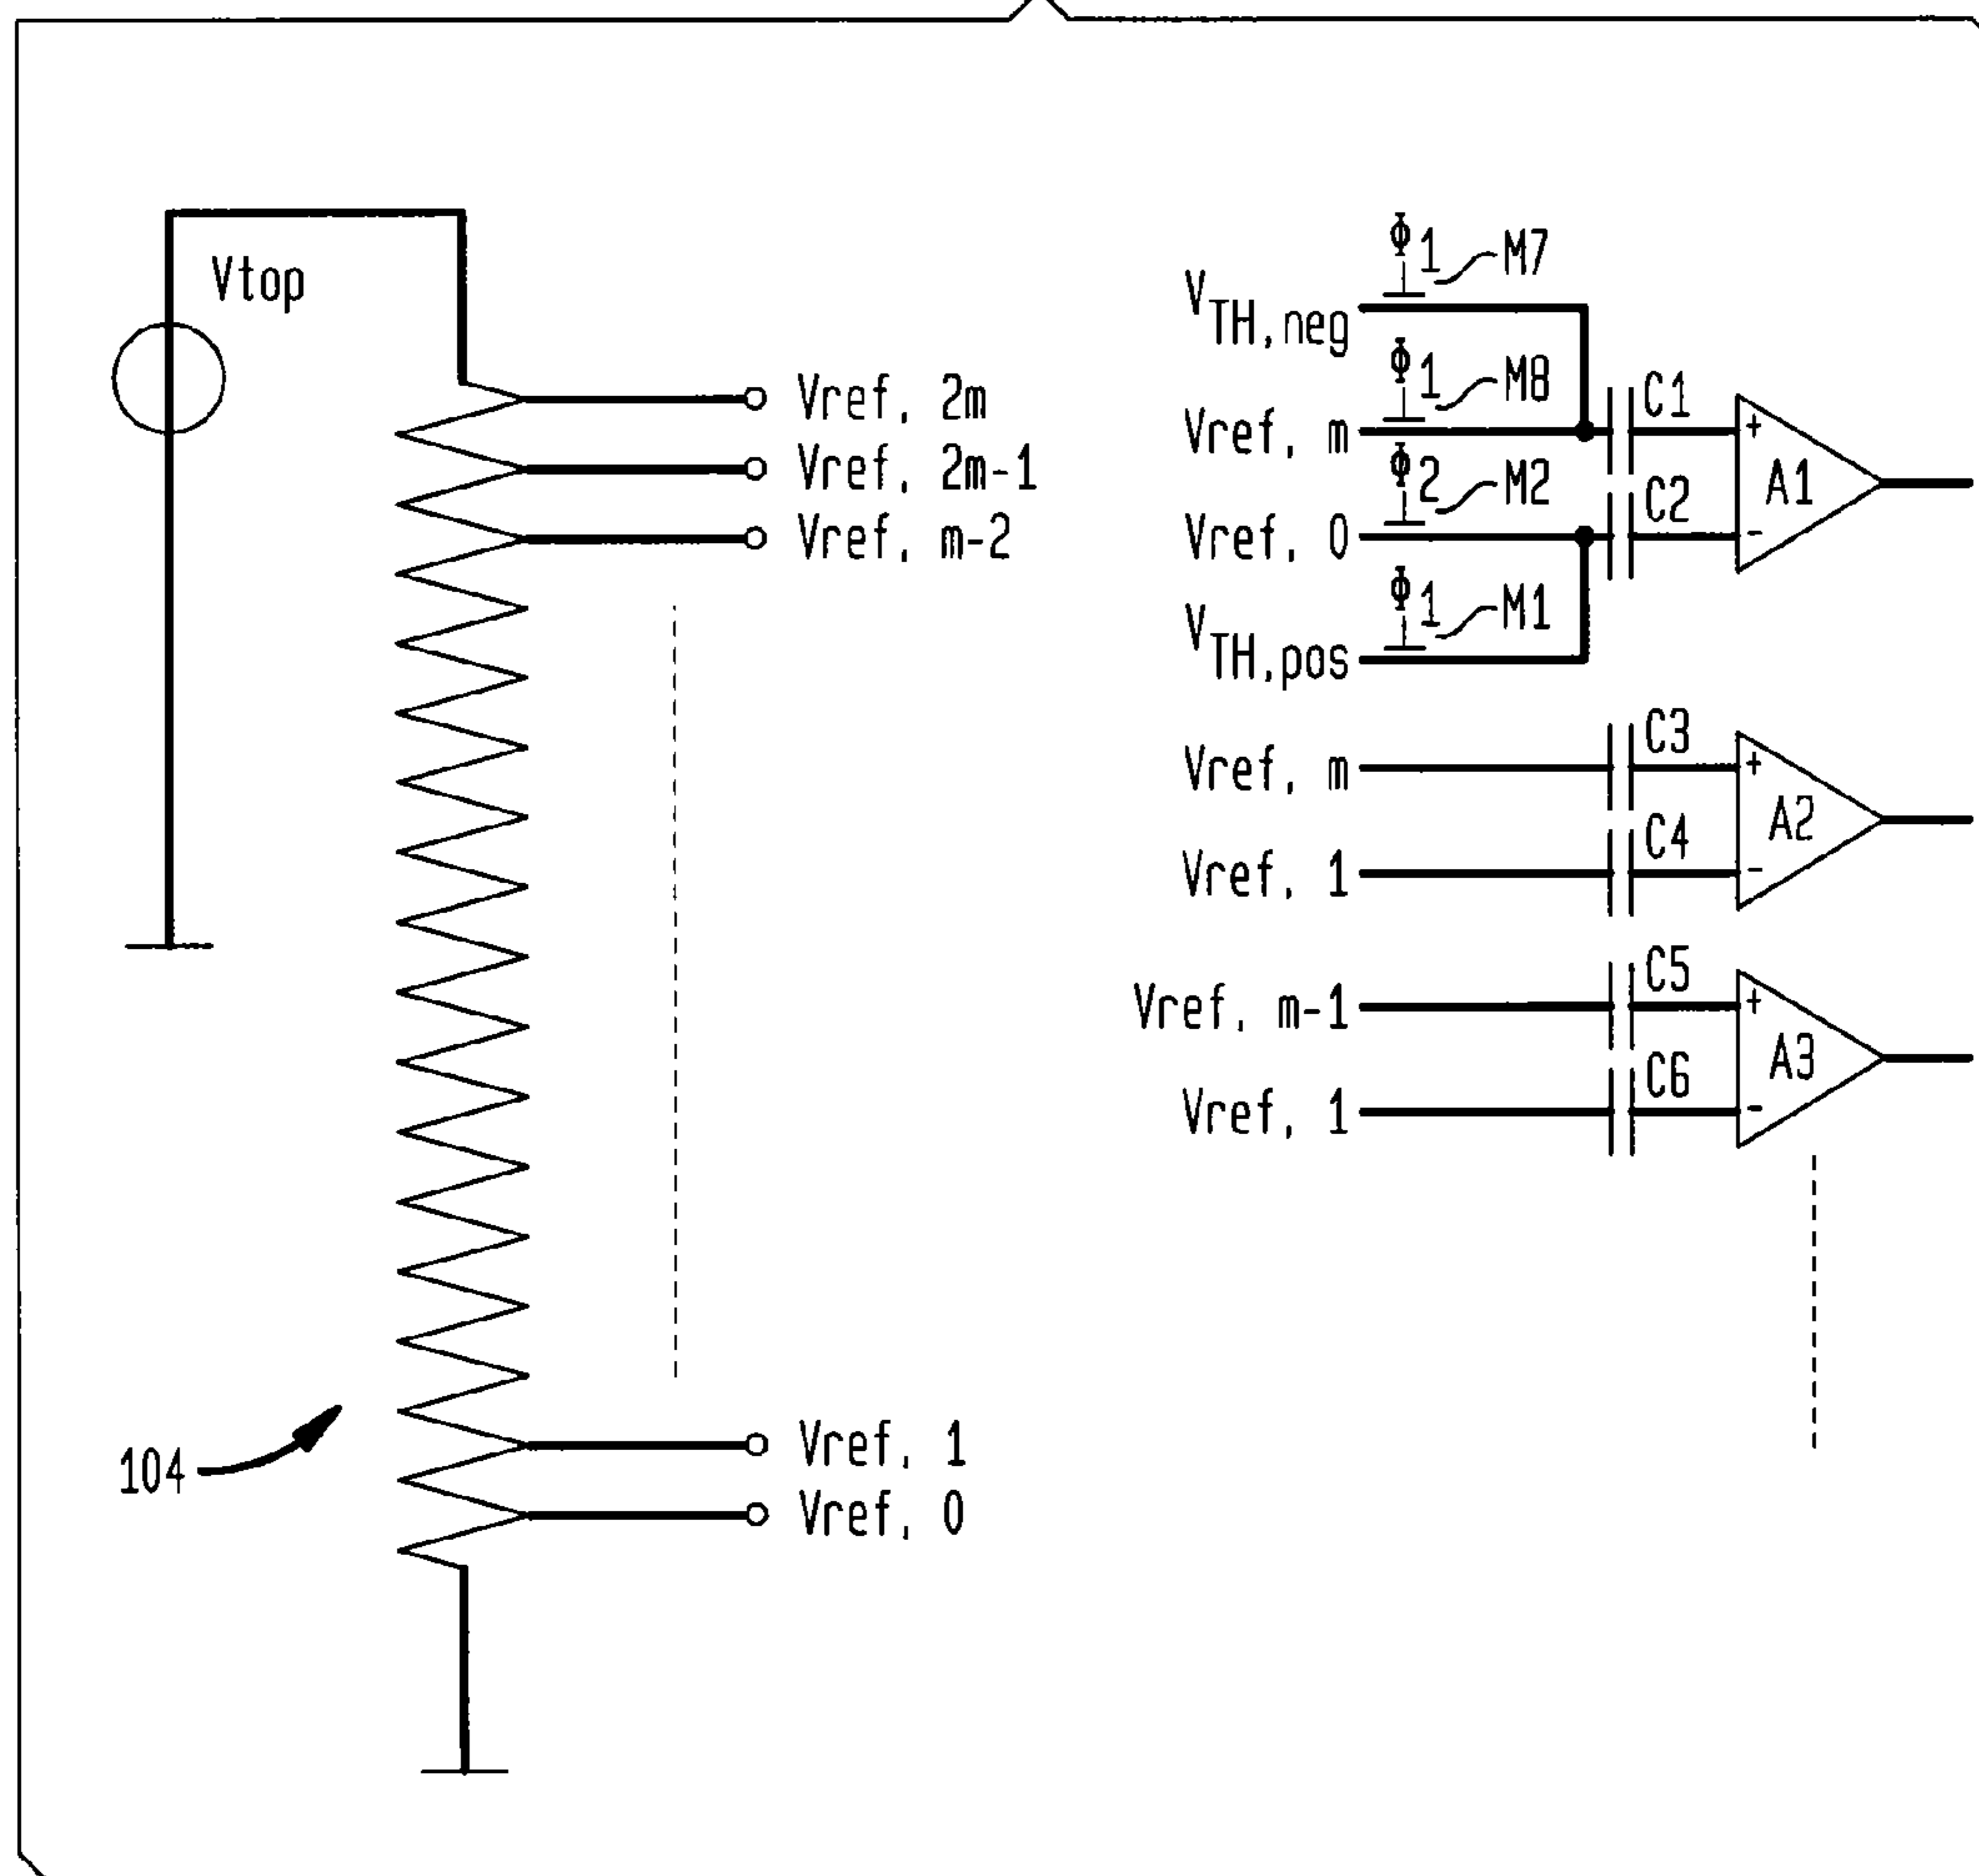 Vtop
Vref, 2m
Vref, 2m-1
Vref, m-2
Vref, 1
Vref, 0
104
Φ1 M7
VTH,neg
Φ1 M8
Vref, m
C1
+
A1
Φ2 M2
C2
Vref, 0
-
Φ1 M1
VTH,pos
C3
Vref, m
+
A2
C4
Vref, 1
-
C5
Vref, m-1
+
A3
C6
Vref, 1
-